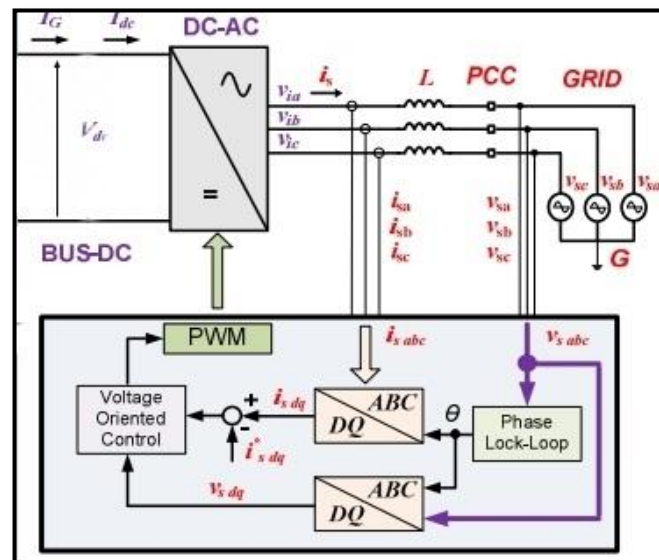 I_G I_dc DC-AC
V_dc
v_ia i_s L PCC GRID
v_ib
v_ic
=
v_sc v_sb v_sa
i_sa v_sa
i_sb v_sb
i_sc v_sc
G
BUS-DC
PWM
i_s abc v_s abc
Voltage Oriented Control
+
-
i_s dq
i*_s dq
ABC
DQ
θ
Phase Lock-Loop
v_s dq
ABC
DQ